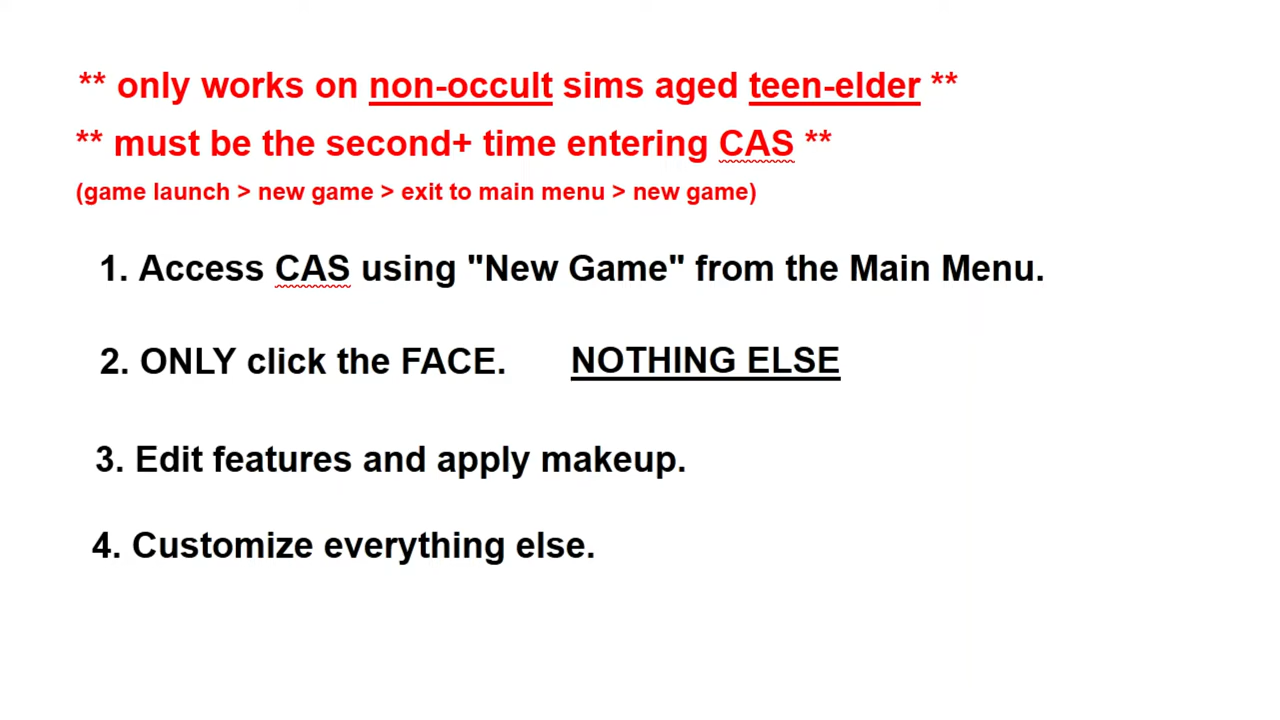 ** only works on non-occult sims aged teen-elder **
** must be the second+ time entering CAS **
(game launch > new game > exit to main menu > new game)
1. Access CAS using "New Game" from the Main Menu.
2. ONLY click the FACE. NOTHING ELSE
3. Edit features and apply makeup.
4. Customize everything else.